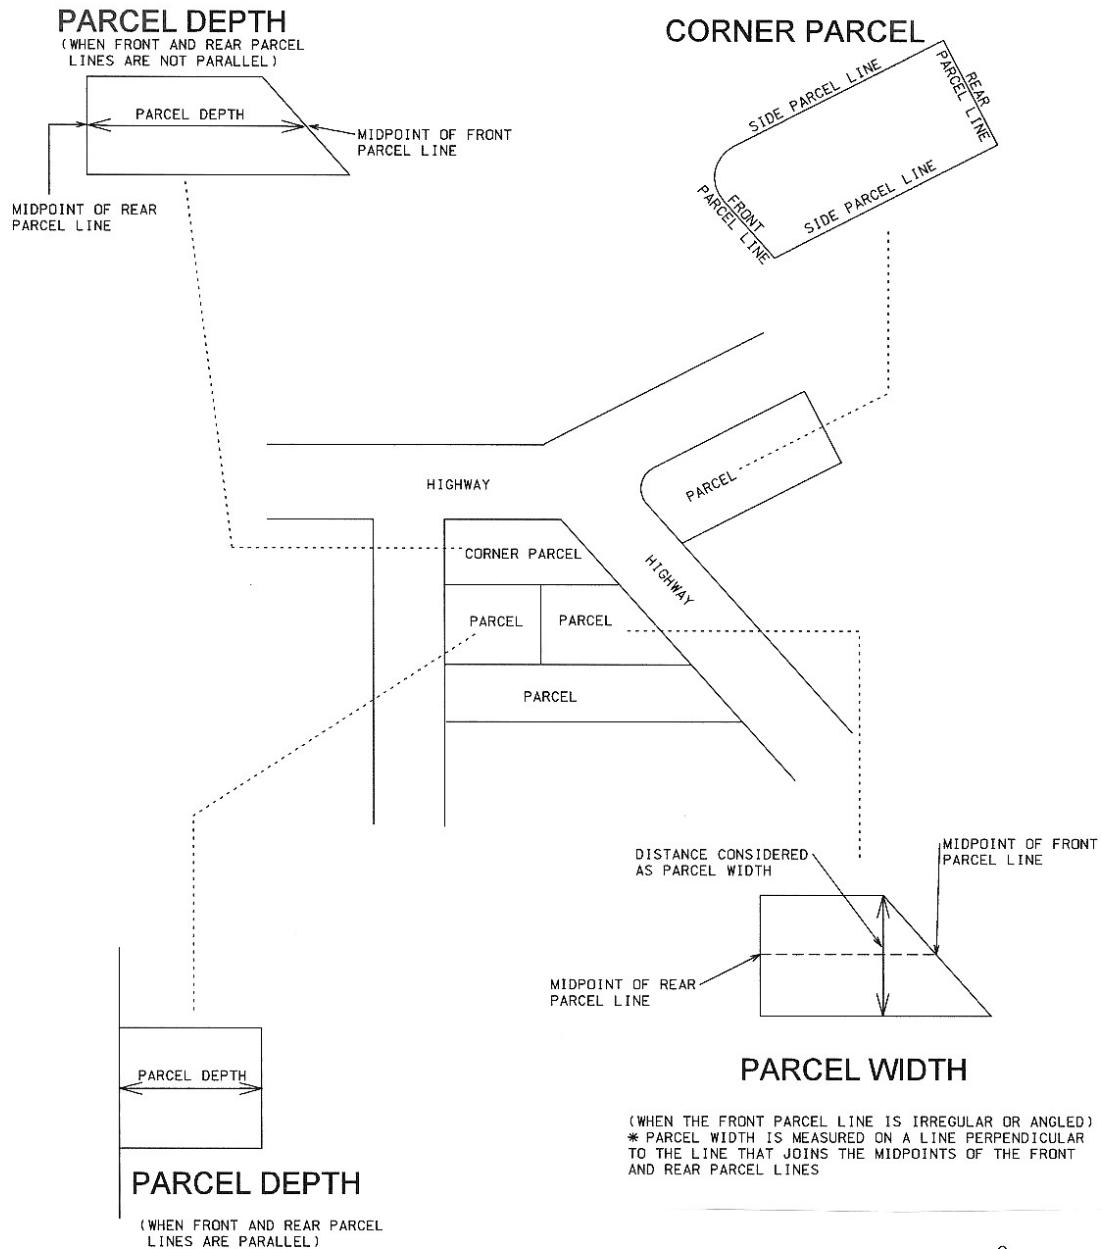 PARCEL DEPTH
(WHEN FRONT AND REAR PARCEL
LINES ARE NOT PARALLEL)
PARCEL DEPTH
MIDPOINT OF FRONT
PARCEL LINE
MIDPOINT OF REAR
PARCEL LINE
CORNER PARCEL
SIDE PARCEL LINE
REAR
PARCEL LINE
FRONT
PARCEL LINE
SIDE PARCEL LINE
HIGHWAY
PARCEL
CORNER PARCEL
HIGHWAY
PARCEL
PARCEL
PARCEL
DISTANCE CONSIDERED
AS PARCEL WIDTH
MIDPOINT OF FRONT
PARCEL LINE
MIDPOINT OF REAR
PARCEL LINE
PARCEL WIDTH
(WHEN THE FRONT PARCEL LINE IS IRREGULAR OR ANGLED)
* PARCEL WIDTH IS MEASURED ON A LINE PERPENDICULAR
TO THE LINE THAT JOINS THE MIDPOINTS OF THE FRONT
AND REAR PARCEL LINES
PARCEL DEPTH
PARCEL DEPTH
(WHEN FRONT AND REAR PARCEL
LINES ARE PARALLEL)